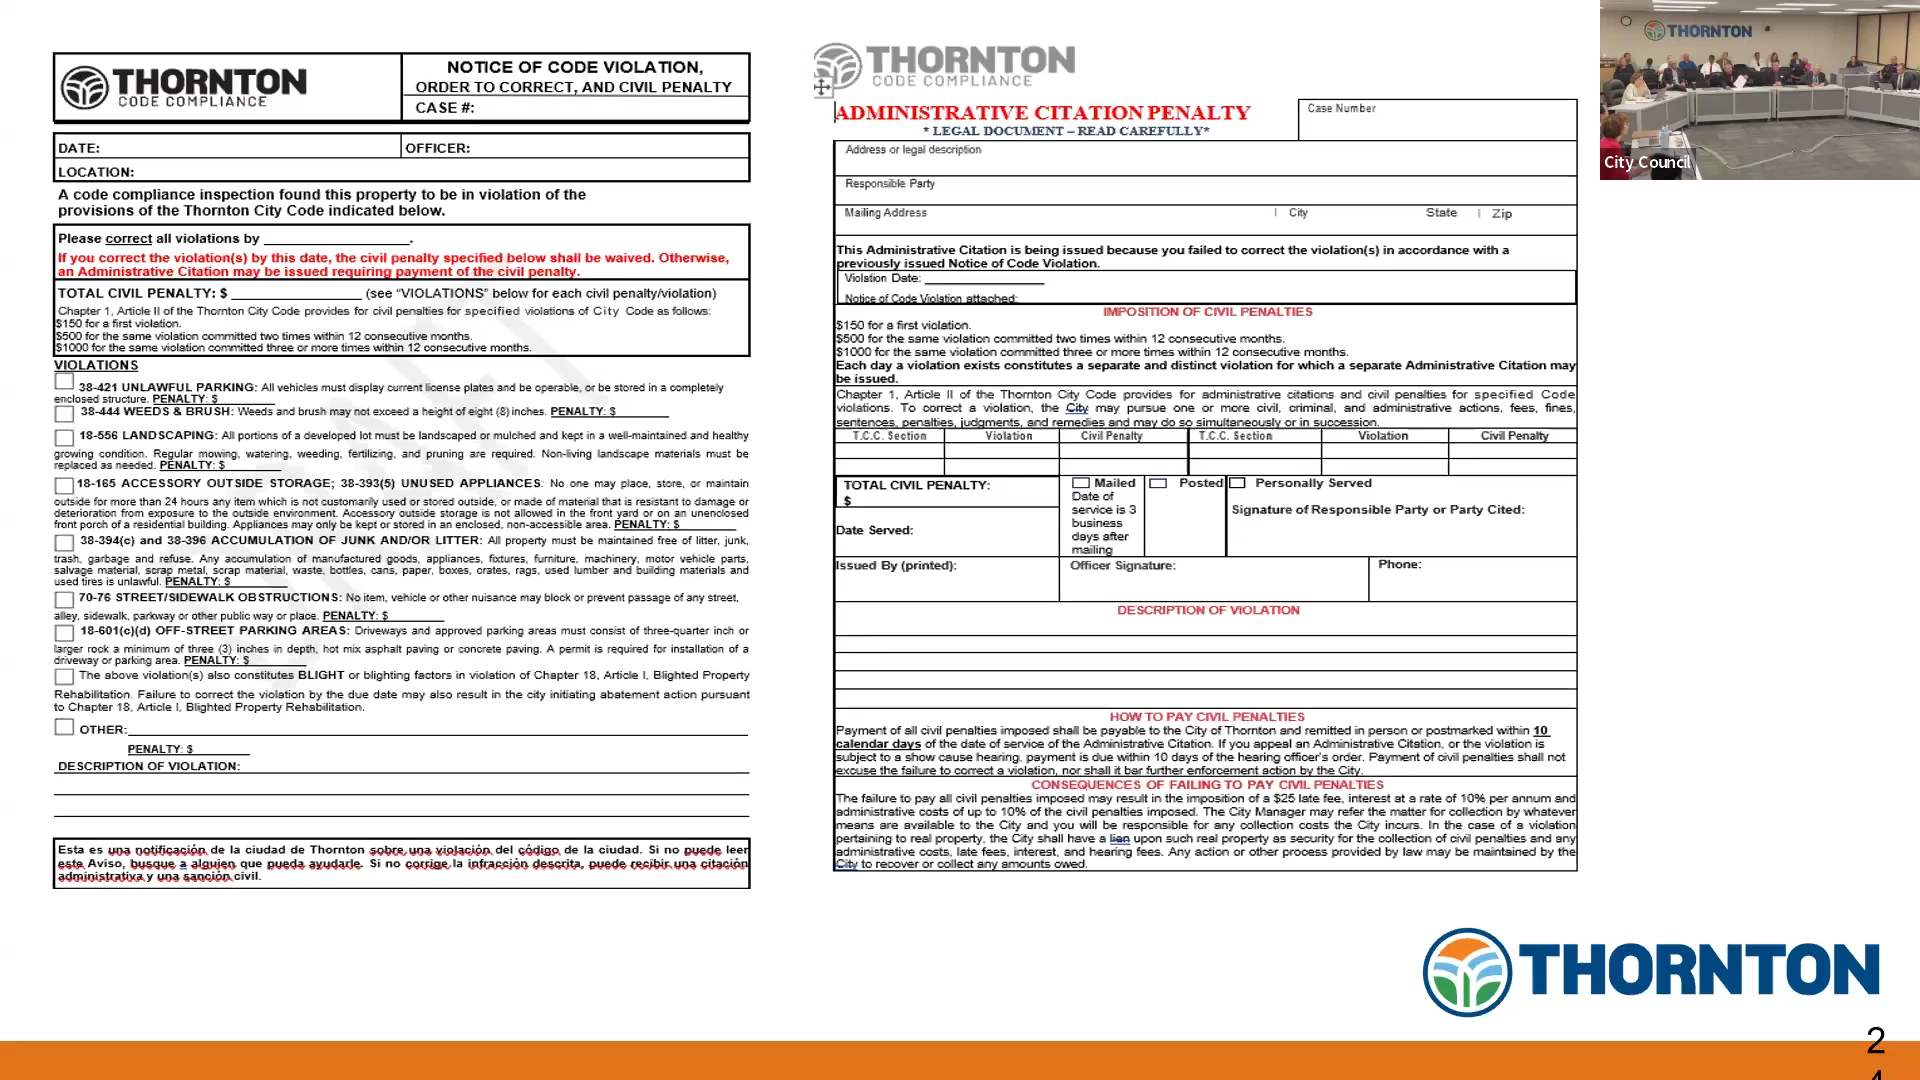 THORNTON
CODE COMPLIANCE
NOTICE OF CODE VIOLATION,
ORDER TO CORRECT, AND CIVIL PENALTY
CASE #:
DATE:
OFFICER:
LOCATION:
A code compliance inspection found this property to be in violation of the
provisions of the Thornton City Code indicated below.
Please correct all violations by ____________________.
If you correct the violation(s) by this date, the civil penalty specified below shall be waived. Otherwise,
an Administrative Citation may be issued requiring payment of the civil penalty.
TOTAL CIVIL PENALTY: $ __________________ (see “VIOLATIONS” below for each civil penalty/violation)
Chapter 1, Article II of the Thornton City Code provides for civil penalties for specified violations of City Code as follows:
$150 for a first violation.
$500 for the same violation committed two times within 12 consecutive months.
$1000 for the same violation committed three or more times within 12 consecutive months.
VIOLATIONS
38-421 UNLAWFUL PARKING: All vehicles must display current license plates and be operable, or be stored in a completely
enclosed structure. PENALTY: $________
38-444 WEEDS & BRUSH: Weeds and brush may not exceed a height of eight (8) inches. PENALTY: $________
18-556 LANDSCAPING: All portions of a developed lot must be landscaped or mulched and kept in a well-maintained and healthy
growing condition. Regular mowing, watering, weeding, fertilizing, and pruning are required. Non-living landscape materials must be
replaced as needed. PENALTY: $________
18-165 ACCESSORY OUTSIDE STORAGE; 38-393(5) UNUSED APPLIANCES: No one may place, store, or maintain
outside for more than 24 hours any item which is not customarily used or stored outside, or made of material that is resistant to damage or
deterioration from exposure to the outside environment. Accessory outside storage is not allowed in the front yard or on an unenclosed
front porch of a residential building. Appliances may only be kept or stored in an enclosed, non-accessible area. PENALTY: $________
38-394(c) and 38-396 ACCUMULATION OF JUNK AND/OR LITTER: All property must be maintained free of litter, junk,
trash, garbage and refuse. Any accumulation of manufactured goods, appliances, fixtures, furniture, machinery, motor vehicle parts,
salvage material, scrap metal, scrap material, waste, bottles, cans, paper, boxes, crates, rags, used lumber and building materials and
used tires is unlawful. PENALTY: $________
70-76 STREET/SIDEWALK OBSTRUCTIONS: No item, vehicle or other nuisance may block or prevent passage of any street,
alley, sidewalk, parkway or other public way or place. PENALTY: $________
18-601(c)(d) OFF-STREET PARKING AREAS: Driveways and approved parking areas must consist of three-quarter inch or
larger rock a minimum of three (3) inches in depth, hot mix asphalt paving or concrete paving. A permit is required for installation of a
driveway or parking area. PENALTY: $________
The above violation(s) also constitutes BLIGHT or blighting factors in violation of Chapter 18, Article I, Blighted Property
Rehabilitation. Failure to correct the violation by the due date may also result in the city initiating abatement action pursuant
to Chapter 18, Article I, Blighted Property Rehabilitation.
OTHER:
PENALTY: $________
DESCRIPTION OF VIOLATION:
Esta es una notificación de la ciudad de Thornton sobre una violación del código de la ciudad. Si no puede leer
este Aviso, busque a alguien que pueda ayudarle. Si no corrige la infracción descrita, puede recibir una citación
administrativa y una sanción civil.
THORNTON
CODE COMPLIANCE
ADMINISTRATIVE CITATION PENALTY
* LEGAL DOCUMENT – READ CAREFULLY*
Case Number
Address or legal description
Responsible Party
Mailing Address | City State | Zip
This Administrative Citation is being issued because you failed to correct the violation(s) in accordance with a
previously issued Notice of Code Violation.
Violation Date: ____________________
Notice of Code Violation attached:
IMPOSITION OF CIVIL PENALTIES
$150 for a first violation.
$500 for the same violation committed two times within 12 consecutive months.
$1000 for the same violation committed three or more times within 12 consecutive months.
Each day a violation exists constitutes a separate and distinct violation for which a separate Administrative Citation may
be issued.
Chapter 1, Article II of the Thornton City Code provides for administrative citations and civil penalties for specified Code
violations. To correct a violation, the City may pursue one or more civil, criminal, and administrative actions, fees, fines,
sentences, penalties, judgments, and remedies and may do so simultaneously or in succession.
T.C.C. Section Violation Civil Penalty T.C.C. Section Violation Civil Penalty
TOTAL CIVIL PENALTY:
$
Date Served:
Mailed
Date of
service is 3
business
days after
mailing
Posted
Personally Served
Signature of Responsible Party or Party Cited:
Issued By (printed):
Officer Signature:
Phone:
DESCRIPTION OF VIOLATION
HOW TO PAY CIVIL PENALTIES
Payment of all civil penalties imposed shall be payable to the City of Thornton and remitted in person or postmarked within 10
calendar days of the date of service of the Administrative Citation. If you appeal an Administrative Citation, or the violation is
subject to a show cause hearing, payment is due within 10 days of the hearing officer's order. Payment of civil penalties shall not
excuse the failure to correct a violation, nor shall it bar further enforcement action by the City.
CONSEQUENCES OF FAILING TO PAY CIVIL PENALTIES
The failure to pay all civil penalties imposed may result in the imposition of a $25 late fee, interest at a rate of 10% per annum and
administrative costs of up to 10% of the civil penalties imposed. The City Manager may refer the matter for collection by whatever
means are available to the City and you will be responsible for any collection costs the City incurs. In the case of a violation
pertaining to real property, the City shall have a lien upon such real property as security for the collection of civil penalties and any
administrative costs, late fees, interest, and hearing fees. Any action or other process provided by law may be maintained by the
City to recover or collect any amounts owed.
THORNTON
City Council
THORNTON
2
4